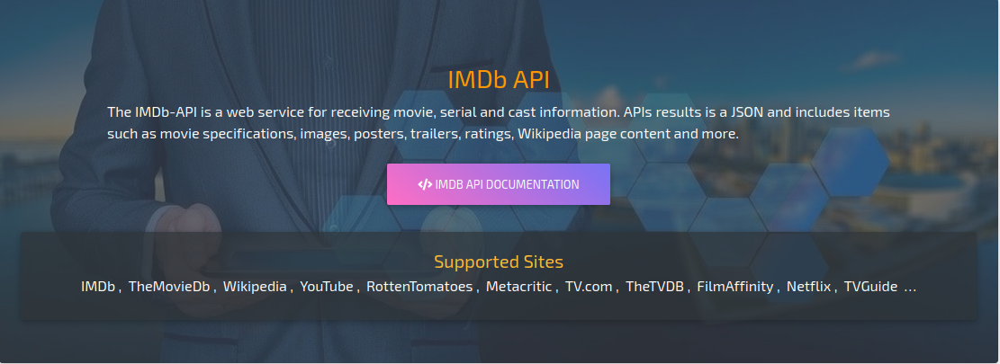 IMDb API
The IMDb-API is a web service for receiving movie, serial and cast information. APIs results is a JSON and includes items
such as movie specifications, images, posters, trailers, ratings, Wikipedia page content and more.
</> IMDB API DOCUMENTATION
Supported Sites
IMDb , TheMovieDb , Wikipedia , YouTube , RottenTomatoes , Metacritic , TV.com , TheTVDB , FilmAffinity , Netflix , TVGuide ...